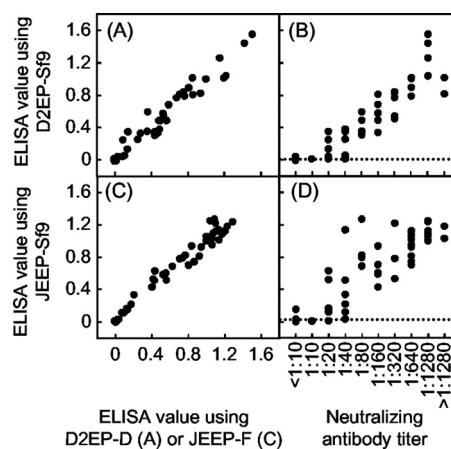 (A)
(B)
ELISA value using
D2EP-Sf9
1.6
1.2
0.8
0.4
0
(C)
(D)
ELISA value using
JEEP-Sf9
1.6
1.2
0.8
0.4
0
0 0.4 0.8 1.2 1.6
<1:10
1:10
1:20
1:40
1:80
1:160
1:320
1:640
1:1280
>1:1280
ELISA value using
D2EP-D (A) or JEEP-F (C)
Neutralizing
antibody titer